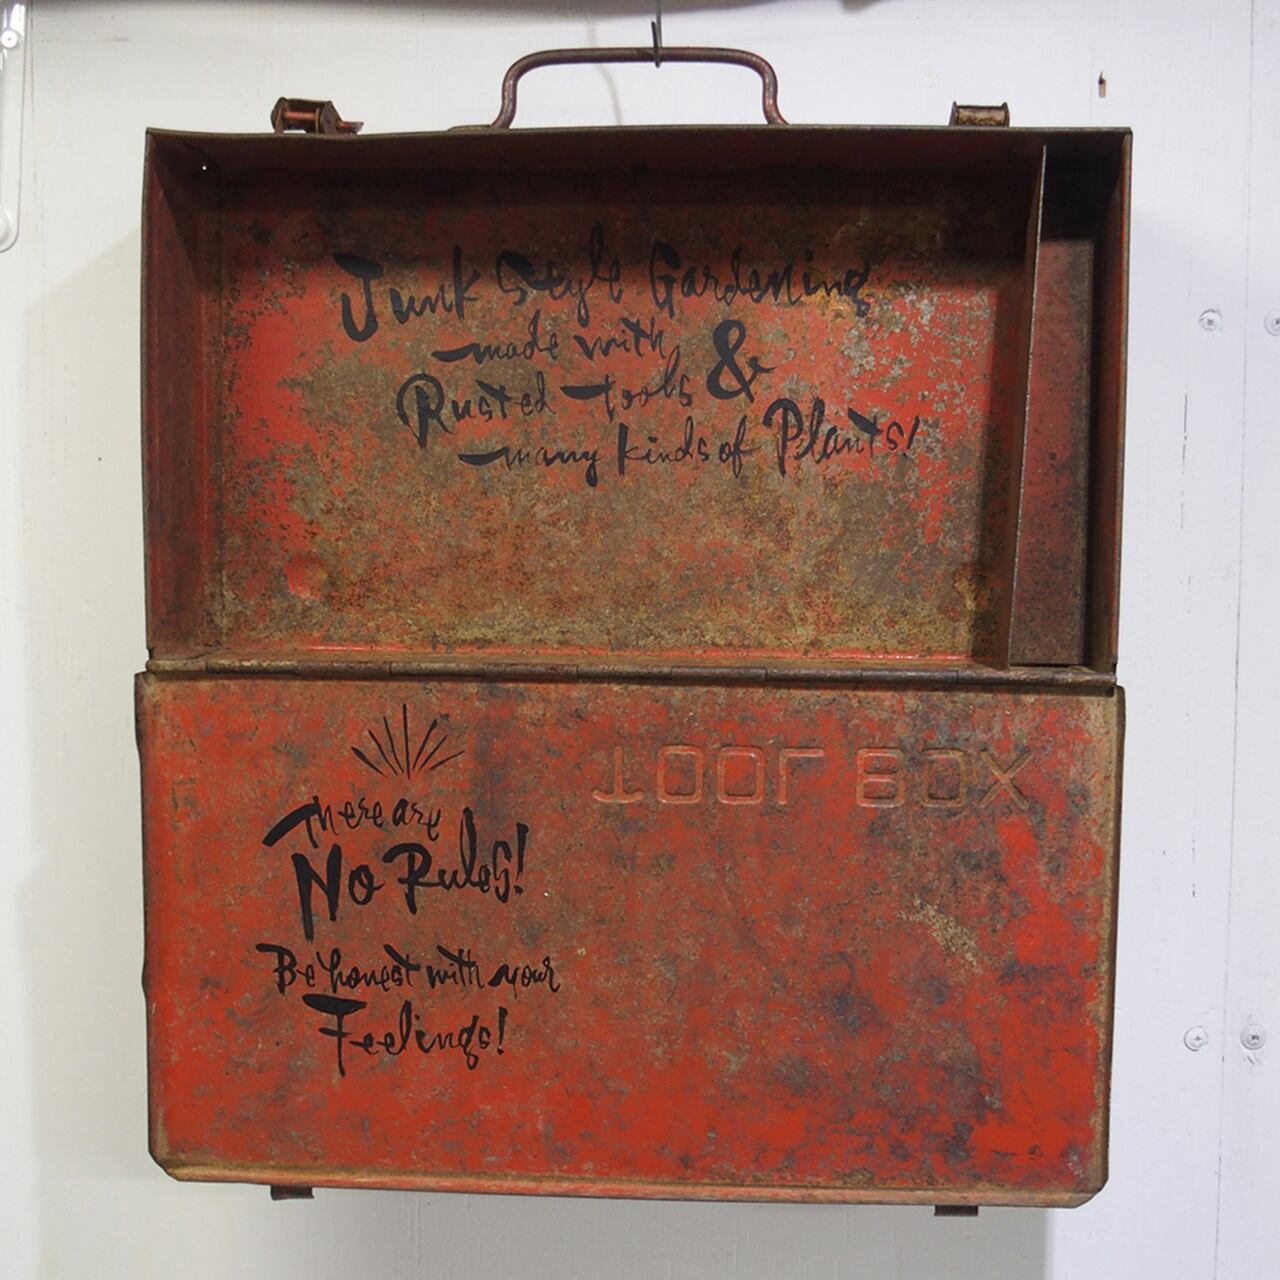 Junk Style Gardening
made with
Rusted tools &
many kinds of Plants!
TOOL BOX
There are
No Rules!
Be honest with your
Feelings!